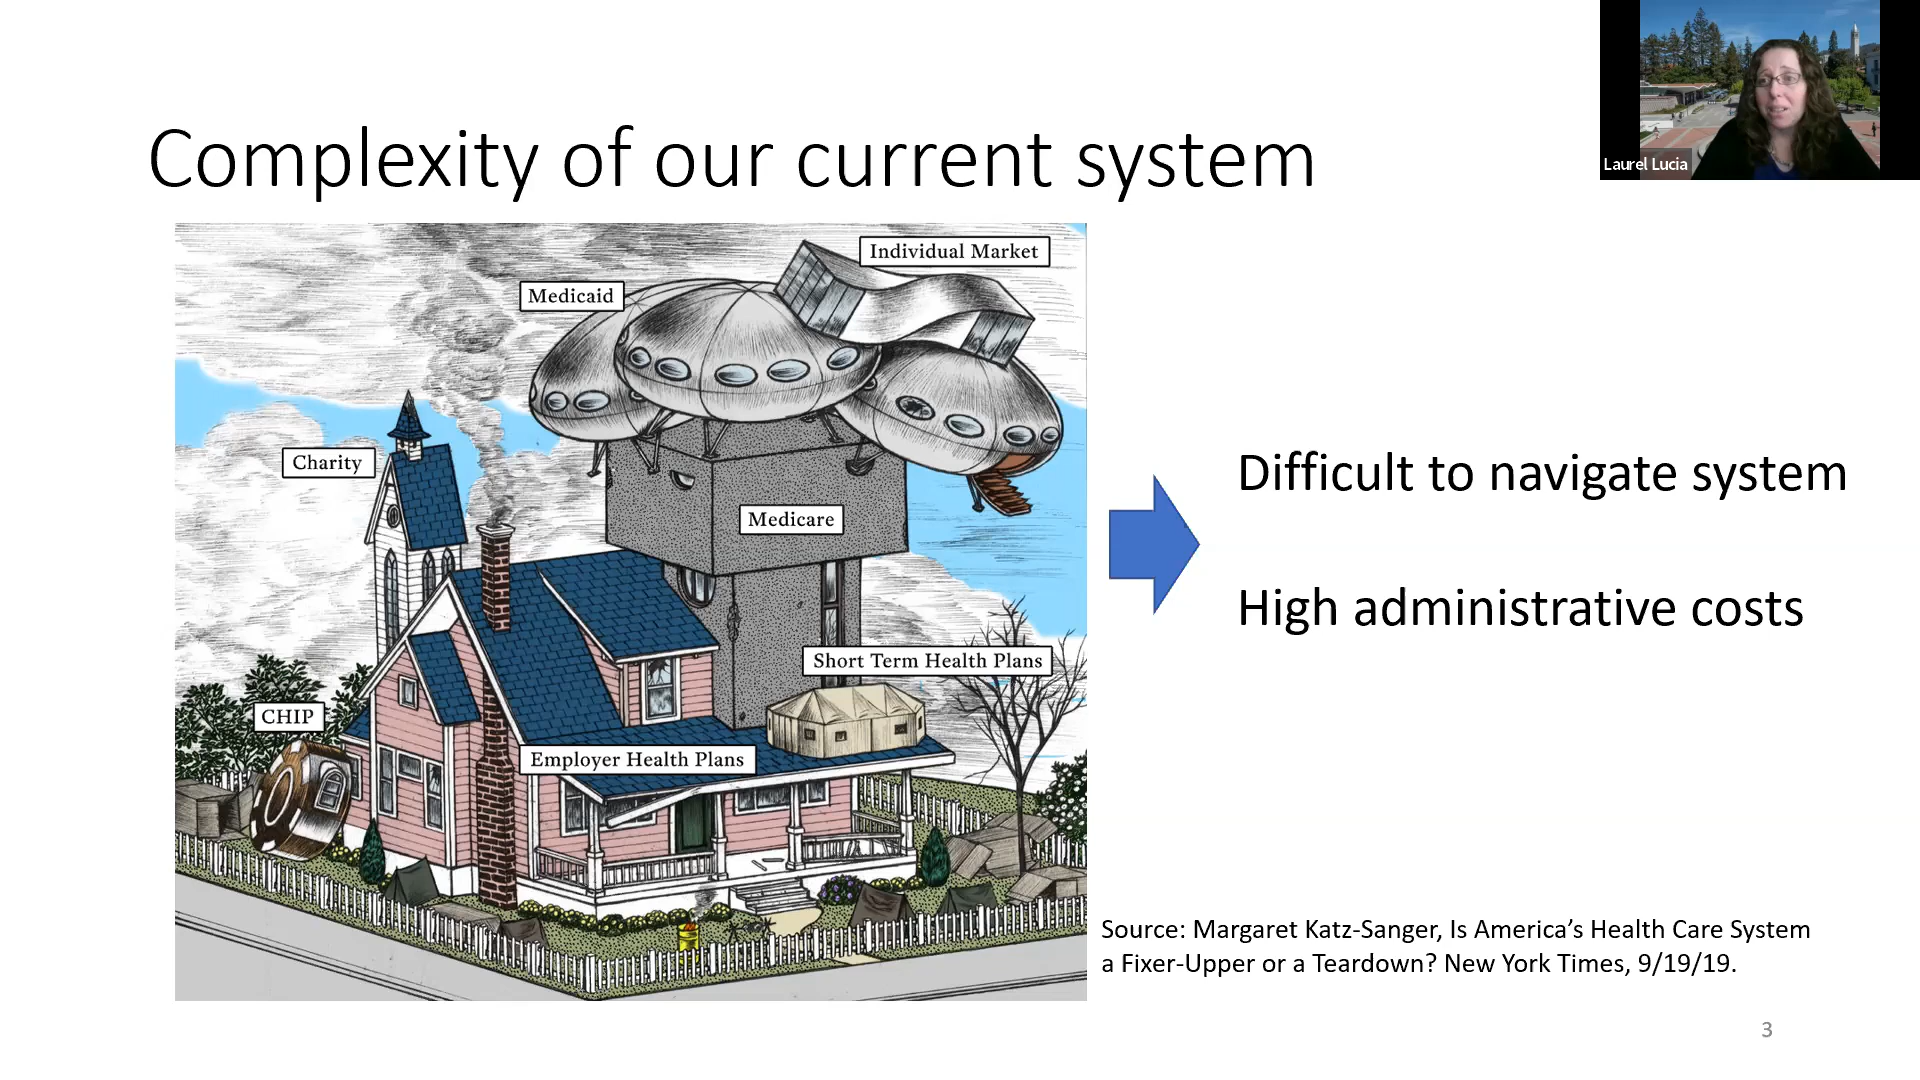 Complexity of our current system
Laurel Lucia
Individual Market
Medicaid
Charity
Medicare
Short Term Health Plans
CHIP
Employer Health Plans
Difficult to navigate system
High administrative costs
Source: Margaret Katz-Sanger, Is America’s Health Care System
a Fixer-Upper or a Teardown? New York Times, 9/19/19.
3